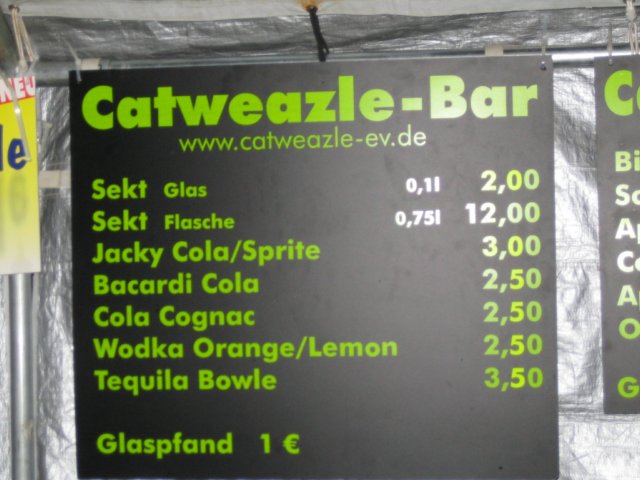 Catweazle-Bar
www.catweazle-ev.de
Sekt Glas 0,1l 2,00
Sekt Flasche 0,75l 12,00
Jacky Cola/Sprite 3,00
Bacardi Cola 2,50
Cola Cognac 2,50
Wodka Orange/Lemon 2,50
Tequila Bowle 3,50
Glaspfand 1 €